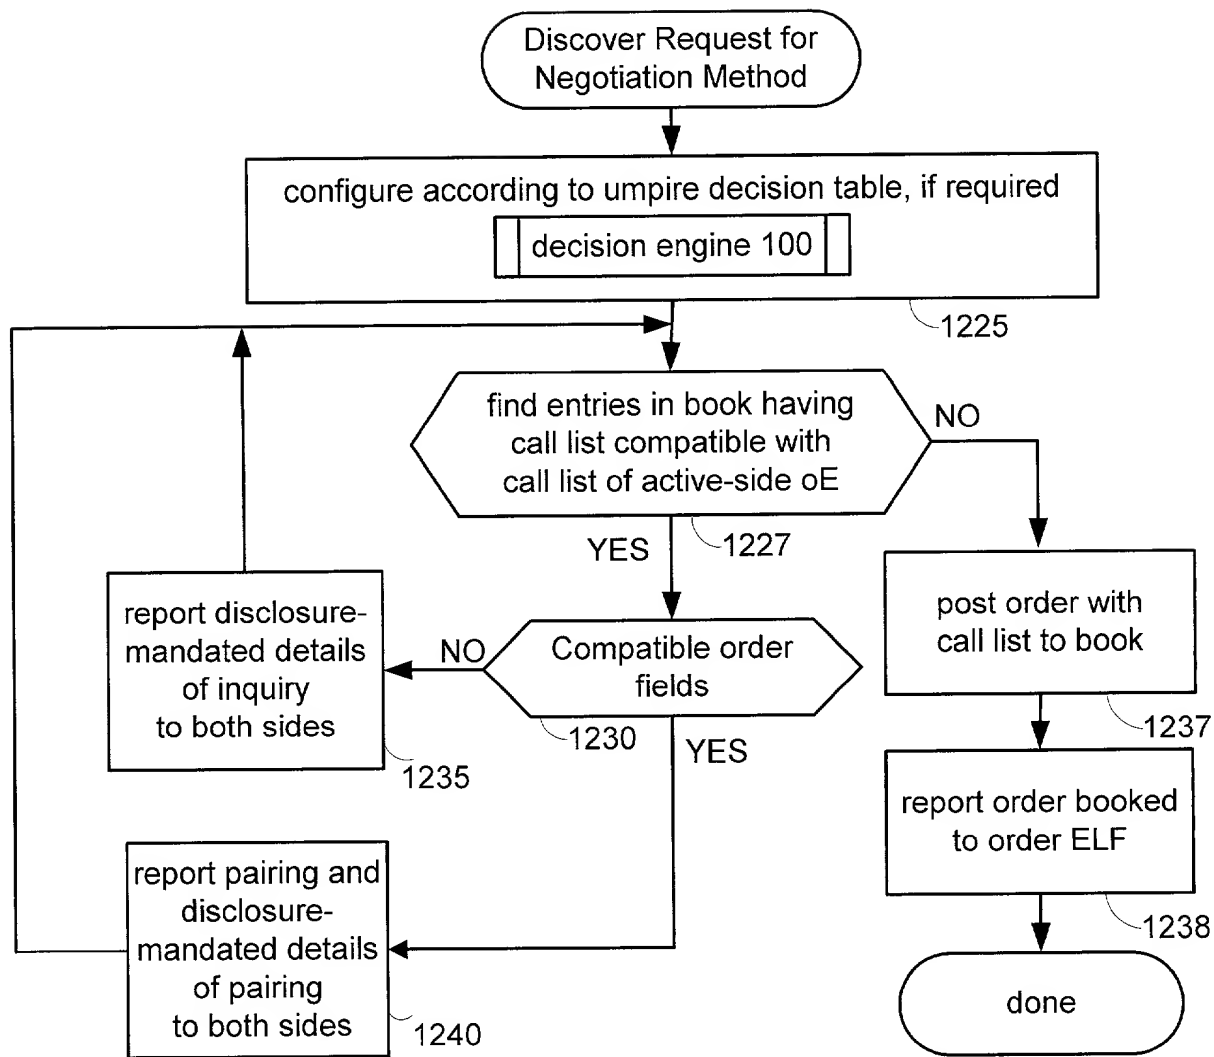 Discover Request for
Negotiation Method
configure according to umpire decision table, if required
decision engine 100
1225
find entries in book having
call list compatible with
call list of active-side oE
NO
1227
YES
post order with
call list to book
1237
report disclosure-
mandated details
of inquiry
to both sides
1235
NO
Compatible order
fields
1230
YES
report order booked
to order ELF
1238
report pairing and
disclosure-
mandated details
of pairing
to both sides
1240
done